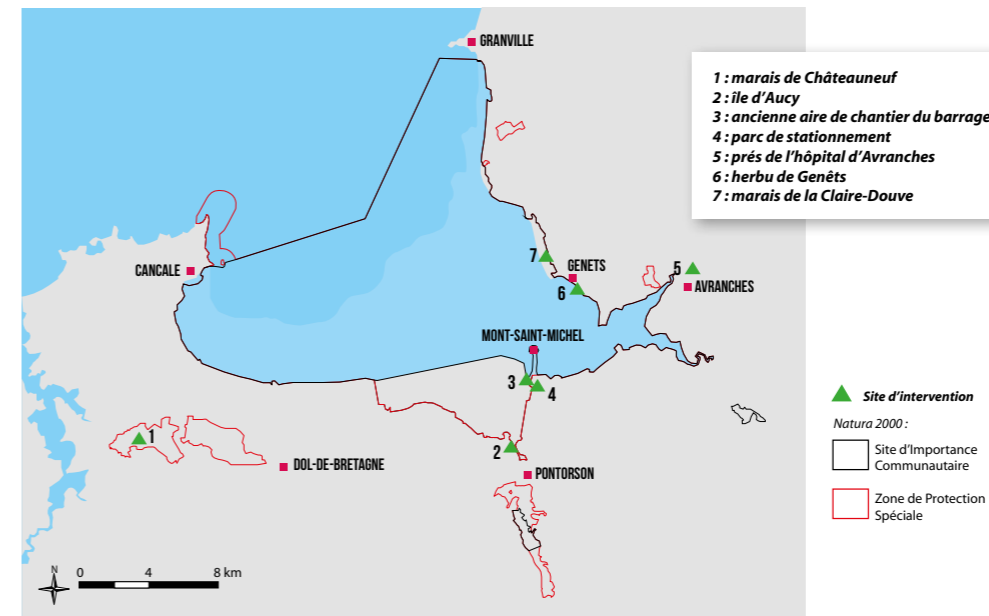 GRANVILLE
1 : marais de Châteauneuf
2 : île d'Aucy
3 : ancienne aire de chantier du barrage
4 : parc de stationnement
5 : prés de l'hôpital d'Avranches
6 : herbu de Genêts
7 : marais de la Claire-Douve
CANCALE
7
GENETS
6
5
AVRANCHES
MONT-SAINT-MICHEL
3
4
1
2
DOL-DE-BRETAGNE
PONTORSON
Site d'intervention
Natura 2000 :
Site d'Importance
Communautaire
Zone de Protection
Spéciale
N
0 4 8 km